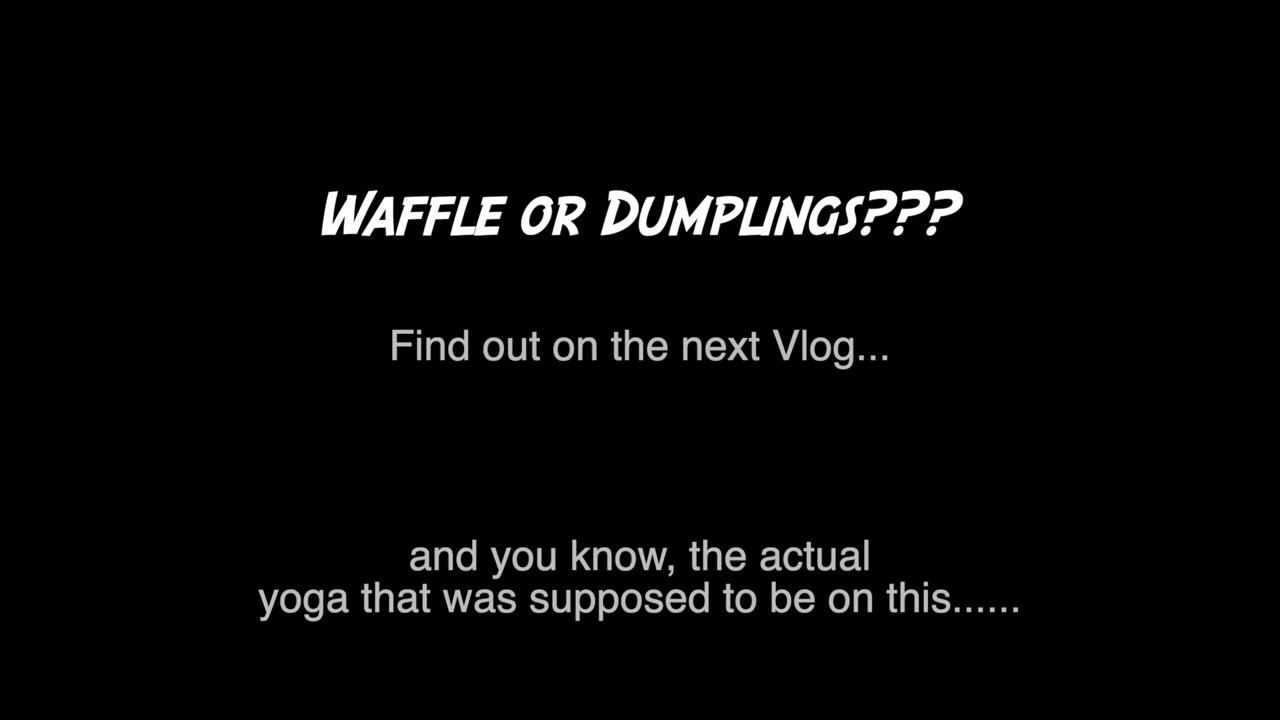 Waffle or Dumplings???
Find out on the next Vlog...
and you know, the actual
yoga that was supposed to be on this......